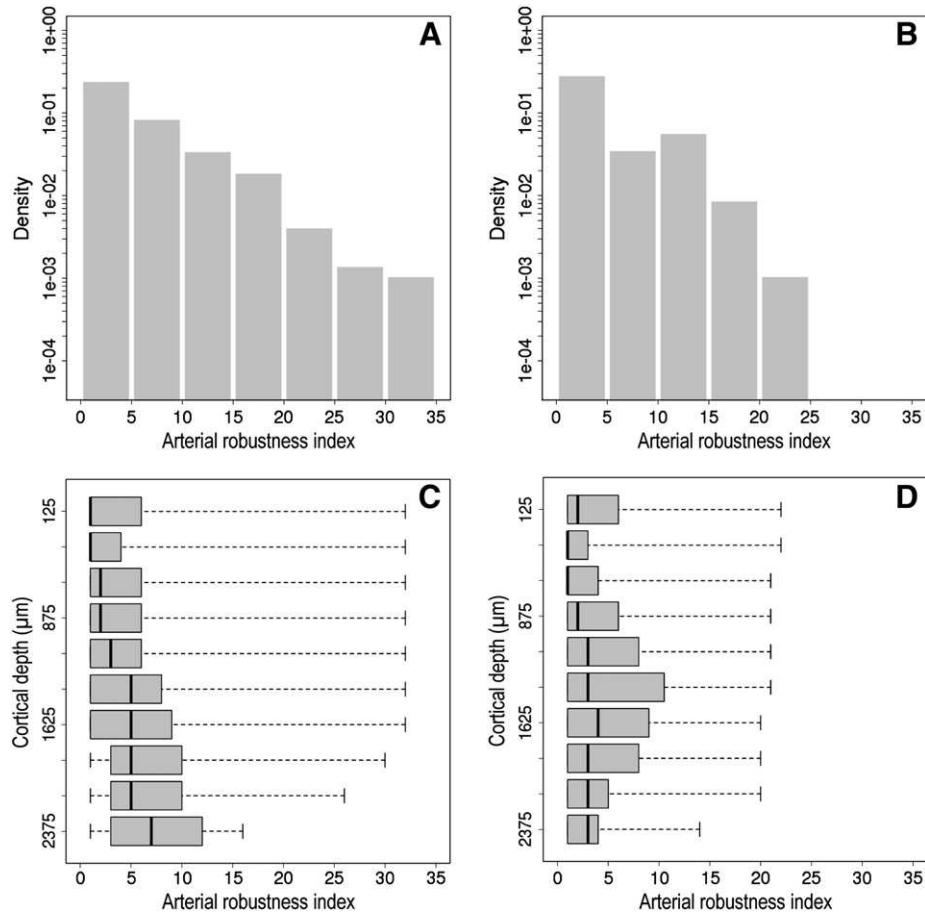 A
1e+00
1e-01
1e-02
1e-03
1e-04
Density
0 5 10 15 20 25 30 35
Arterial robustness index
B
1e+00
1e-01
1e-02
1e-03
1e-04
Density
0 5 10 15 20 25 30 35
Arterial robustness index
C
125
875
1625
2375
Cortical depth (µm)
0 5 10 15 20 25 30 35
Arterial robustness index
D
125
875
1625
2375
Cortical depth (µm)
0 5 10 15 20 25 30 35
Arterial robustness index